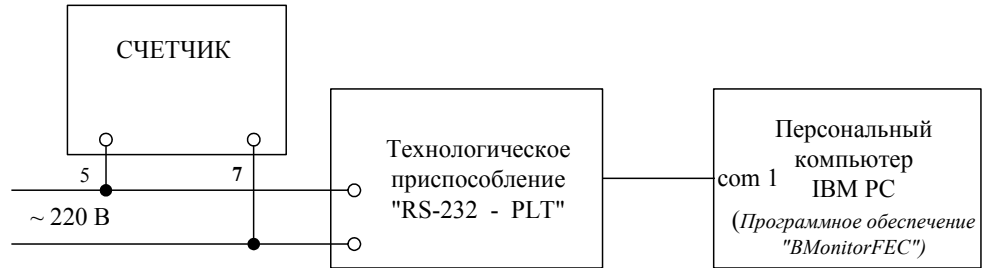 СЧЕТЧИК
5
7
~ 220 В
Технологическое
приспособление
"RS-232 - PLT"
com 1
Персональный
компьютер
IBM PC
(Программное обеспечение
"BMonitorFEC")